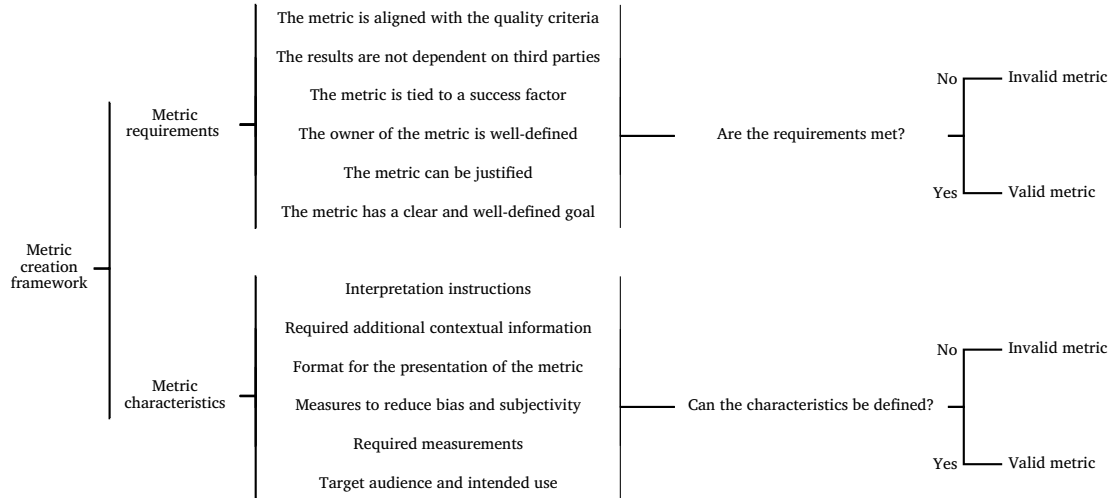 Metric
creation
framework
Metric
requirements
The metric is aligned with the quality criteria
The results are not dependent on third parties
The metric is tied to a success factor
The owner of the metric is well-defined
The metric can be justified
The metric has a clear and well-defined goal
Are the requirements met?
No
Invalid metric
Yes
Valid metric
Metric
characteristics
Interpretation instructions
Required additional contextual information
Format for the presentation of the metric
Measures to reduce bias and subjectivity
Required measurements
Target audience and intended use
Can the characteristics be defined?
No
Invalid metric
Yes
Valid metric